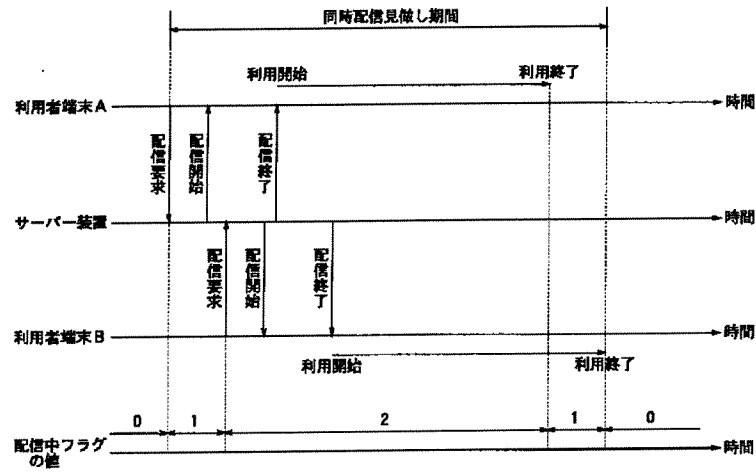 同時配信見做し期間
利用開始
利用終了
利用者端末A
時間
配信要求
配信開始
配信終了
サーバー装置
時間
配信要求
配信開始
配信終了
利用者端末B
時間
利用開始
利用終了
0 1 2 1 0
配信中フラグ
の値
時間